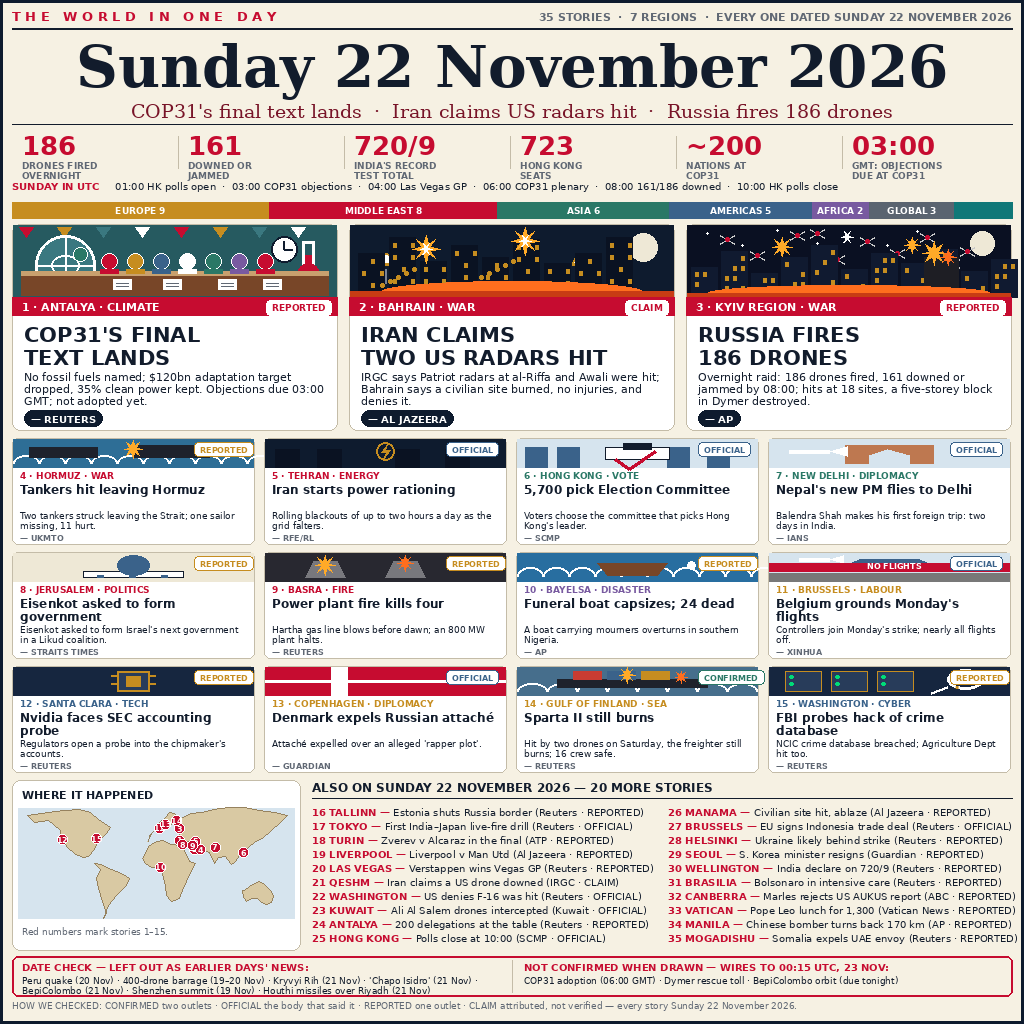 THE WORLD IN ONE DAY
35 STORIES · 7 REGIONS · EVERY ONE DATED SUNDAY 22 NOVEMBER 2026
Sunday 22 November 2026
COP31's final text lands · Iran claims US radars hit · Russia fires 186 drones
186
DRONES FIRED
OVERNIGHT
161
DOWNED OR
JAMMED
720/9
INDIA'S RECORD
TEST TOTAL
723
HONG KONG
SEATS
~200
NATIONS AT
COP31
03:00
GMT: OBJECTIONS
DUE AT COP31
SUNDAY IN UTC 01:00 HK polls open · 03:00 COP31 objections · 04:00 Las Vegas GP · 06:00 COP31 plenary · 08:00 161/186 downed · 10:00 HK polls close
EUROPE 9
MIDDLE EAST 8
ASIA 6
AMERICAS 5
AFRICA 2
GLOBAL 3
1 · ANTALYA · CLIMATE
REPORTED
COP31'S FINAL
TEXT LANDS
No fossil fuels named; $120bn adaptation target
dropped, 35% clean power kept. Objections due 03:00
GMT; not adopted yet.
— REUTERS
2 · BAHRAIN · WAR
CLAIM
IRAN CLAIMS
TWO US RADARS HIT
IRGC says Patriot radars at al-Riffa and Awali were hit;
Bahrain says a civilian site burned, no injuries, and
denies it.
— AL JAZEERA
3 · KYIV REGION · WAR
REPORTED
RUSSIA FIRES
186 DRONES
Overnight raid: 186 drones fired, 161 downed or
jammed by 08:00; hits at 18 sites, a five-storey block
in Dymer destroyed.
— AP
REPORTED
4 · HORMUZ · WAR
Tankers hit leaving Hormuz
Two tankers struck leaving the Strait; one sailor
missing, 11 hurt.
— UKMTO
OFFICIAL
5 · TEHRAN · ENERGY
Iran starts power rationing
Rolling blackouts of up to two hours a day as the
grid falters.
— RFE/RL
OFFICIAL
6 · HONG KONG · VOTE
5,700 pick Election Committee
Voters choose the committee that picks Hong
Kong's leader.
— SCMP
OFFICIAL
7 · NEW DELHI · DIPLOMACY
Nepal's new PM flies to Delhi
Balendra Shah makes his first foreign trip: two
days in India.
— IANS
REPORTED
8 · JERUSALEM · POLITICS
Eisenkot asked to form
government
Eisenkot asked to form Israel's next government
in a Likud coalition.
— STRAITS TIMES
REPORTED
9 · BASRA · FIRE
Power plant fire kills four
Hartha gas line blows before dawn; an 800 MW
plant halts.
— REUTERS
REPORTED
10 · BAYELSA · DISASTER
Funeral boat capsizes; 24 dead
A boat carrying mourners overturns in southern
Nigeria.
— AP
NO FLIGHTS
OFFICIAL
11 · BRUSSELS · LABOUR
Belgium grounds Monday's
flights
Controllers join Monday's strike; nearly all flights
off.
— XINHUA
REPORTED
12 · SANTA CLARA · TECH
Nvidia faces SEC accounting
probe
Regulators open a probe into the chipmaker's
accounts.
— REUTERS
OFFICIAL
13 · COPENHAGEN · DIPLOMACY
Denmark expels Russian attaché
Attaché expelled over an alleged 'rapper plot'.
— GUARDIAN
CONFIRMED
14 · GULF OF FINLAND · SEA
Sparta II still burns
Hit by two drones on Saturday, the freighter still
burns; 16 crew safe.
— REUTERS
REPORTED
15 · WASHINGTON · CYBER
FBI probes hack of crime
database
NCIC crime database breached; Agriculture Dept
hit too.
— REUTERS
WHERE IT HAPPENED
Red numbers mark stories 1–15.
ALSO ON SUNDAY 22 NOVEMBER 2026 — 20 MORE STORIES
16 TALLINN — Estonia shuts Russia border (Reuters · REPORTED)
17 TOKYO — First India–Japan live-fire drill (Reuters · OFFICIAL)
18 TURIN — Zverev v Alcaraz in the final (ATP · REPORTED)
19 LIVERPOOL — Liverpool v Man Utd (Al Jazeera · REPORTED)
20 LAS VEGAS — Verstappen wins Vegas GP (Reuters · REPORTED)
21 QESHM — Iran claims a US drone downed (IRGC · CLAIM)
22 WASHINGTON — US denies F-16 was hit (Reuters · OFFICIAL)
23 KUWAIT — Ali Al Salem drones intercepted (Kuwait · OFFICIAL)
24 ANTALYA — 200 delegations at the table (Reuters · REPORTED)
25 HONG KONG — Polls close at 10:00 (SCMP · OFFICIAL)
26 MANAMA — Civilian site hit, ablaze (Al Jazeera · REPORTED)
27 BRUSSELS — EU signs Indonesia trade deal (Reuters · OFFICIAL)
28 HELSINKI — Ukraine likely behind strike (Reuters · REPORTED)
29 SEOUL — S. Korea minister resigns (Guardian · REPORTED)
30 WELLINGTON — India declare on 720/9 (Reuters · REPORTED)
31 BRASILIA — Bolsonaro in intensive care (Reuters · REPORTED)
32 CANBERRA — Marles rejects US AUKUS report (ABC · REPORTED)
33 VATICAN — Pope Leo lunch for 1,300 (Vatican News · REPORTED)
34 MANILA — Chinese bomber turns back 170 km (AP · REPORTED)
35 MOGADISHU — Somalia expels UAE envoy (Reuters · REPORTED)
DATE CHECK — LEFT OUT AS EARLIER DAYS' NEWS:
Peru quake (20 Nov) · 400-drone barrage (19–20 Nov) · Kryvyi Rih (21 Nov) · 'Chapo Isidro' (21 Nov) ·
BepiColombo (21 Nov) · Houthi missiles over Riyadh (21 Nov)
Hunter Semiconductor (19 Nov)
NOT CONFIRMED WHEN DRAWN — WIRES TO 00:15 UTC, 23 NOV:
COP31 adoption (06:00 GMT) · Dymer rescue toll · BepiColombo orbit (due tonight)
HOW WE CHECKED: CONFIRMED two outlets · OFFICIAL the body that said it · REPORTED one outlet · CLAIM attributed, not verified — every story Sunday 22 November 2026.